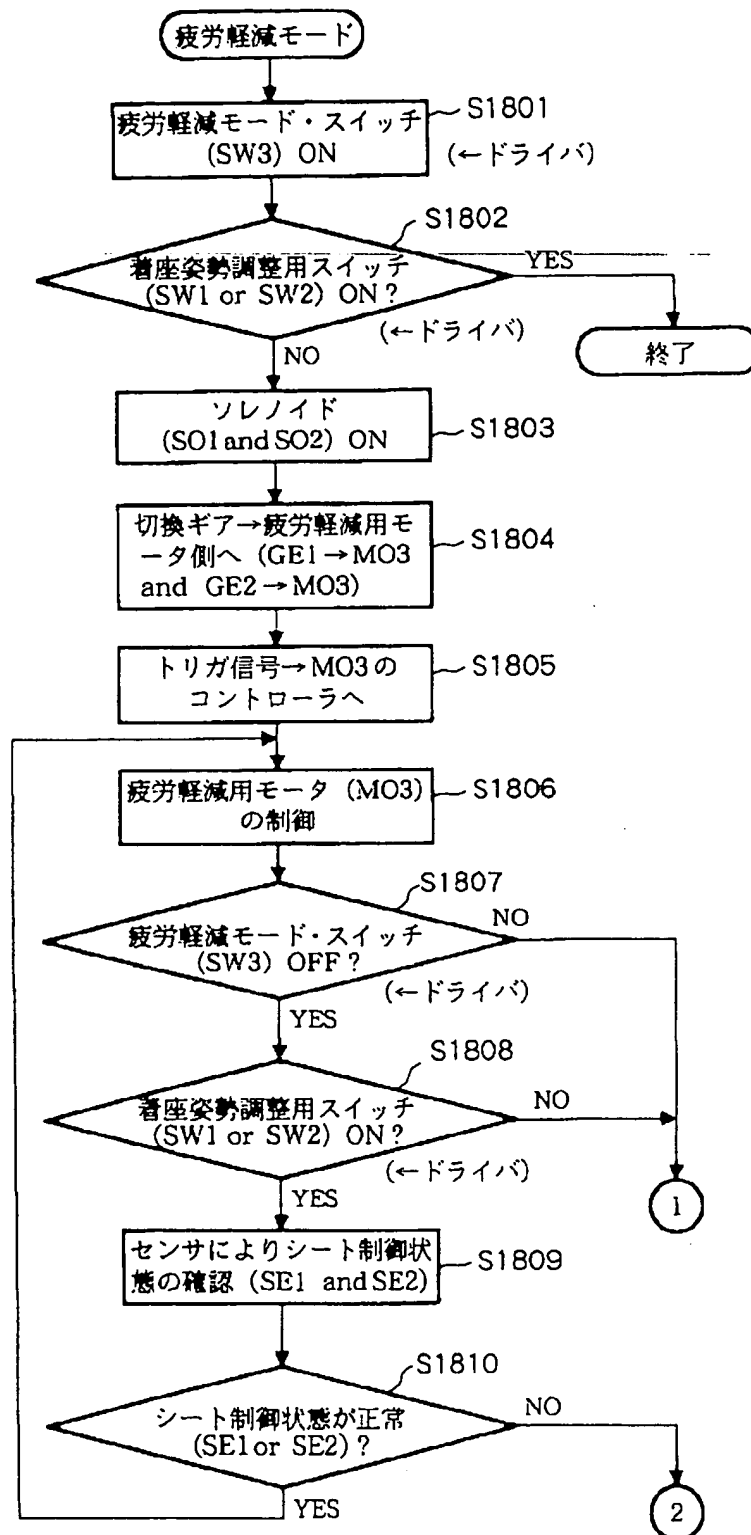 疲労軽減モード
疲労軽減モード・スイッチ
(SW3) ON
S1801
(←ドライバ)
S1802
着座姿勢調整用スイッチ
(SW1 or SW2) ON?
YES
(←ドライバ)
NO
終了
ソレノイド
(SO1 and SO2) ON
S1803
切換ギア→疲労軽減用モ
ータ側へ (GE1→MO3
and GE2→MO3)
S1804
トリガ信号→MO3の
コントローラへ
S1805
疲労軽減用モータ (MO3)
の制御
S1806
S1807
疲労軽減モード・スイッチ
(SW3) OFF?
NO
(←ドライバ)
YES
S1808
着座姿勢調整用スイッチ
(SW1 or SW2) ON?
NO
(←ドライバ)
YES
1
センサによりシート制御状
態の確認 (SE1 and SE2)
S1809
S1810
シート制御状態が正常
(SE1 or SE2)?
NO
YES
2